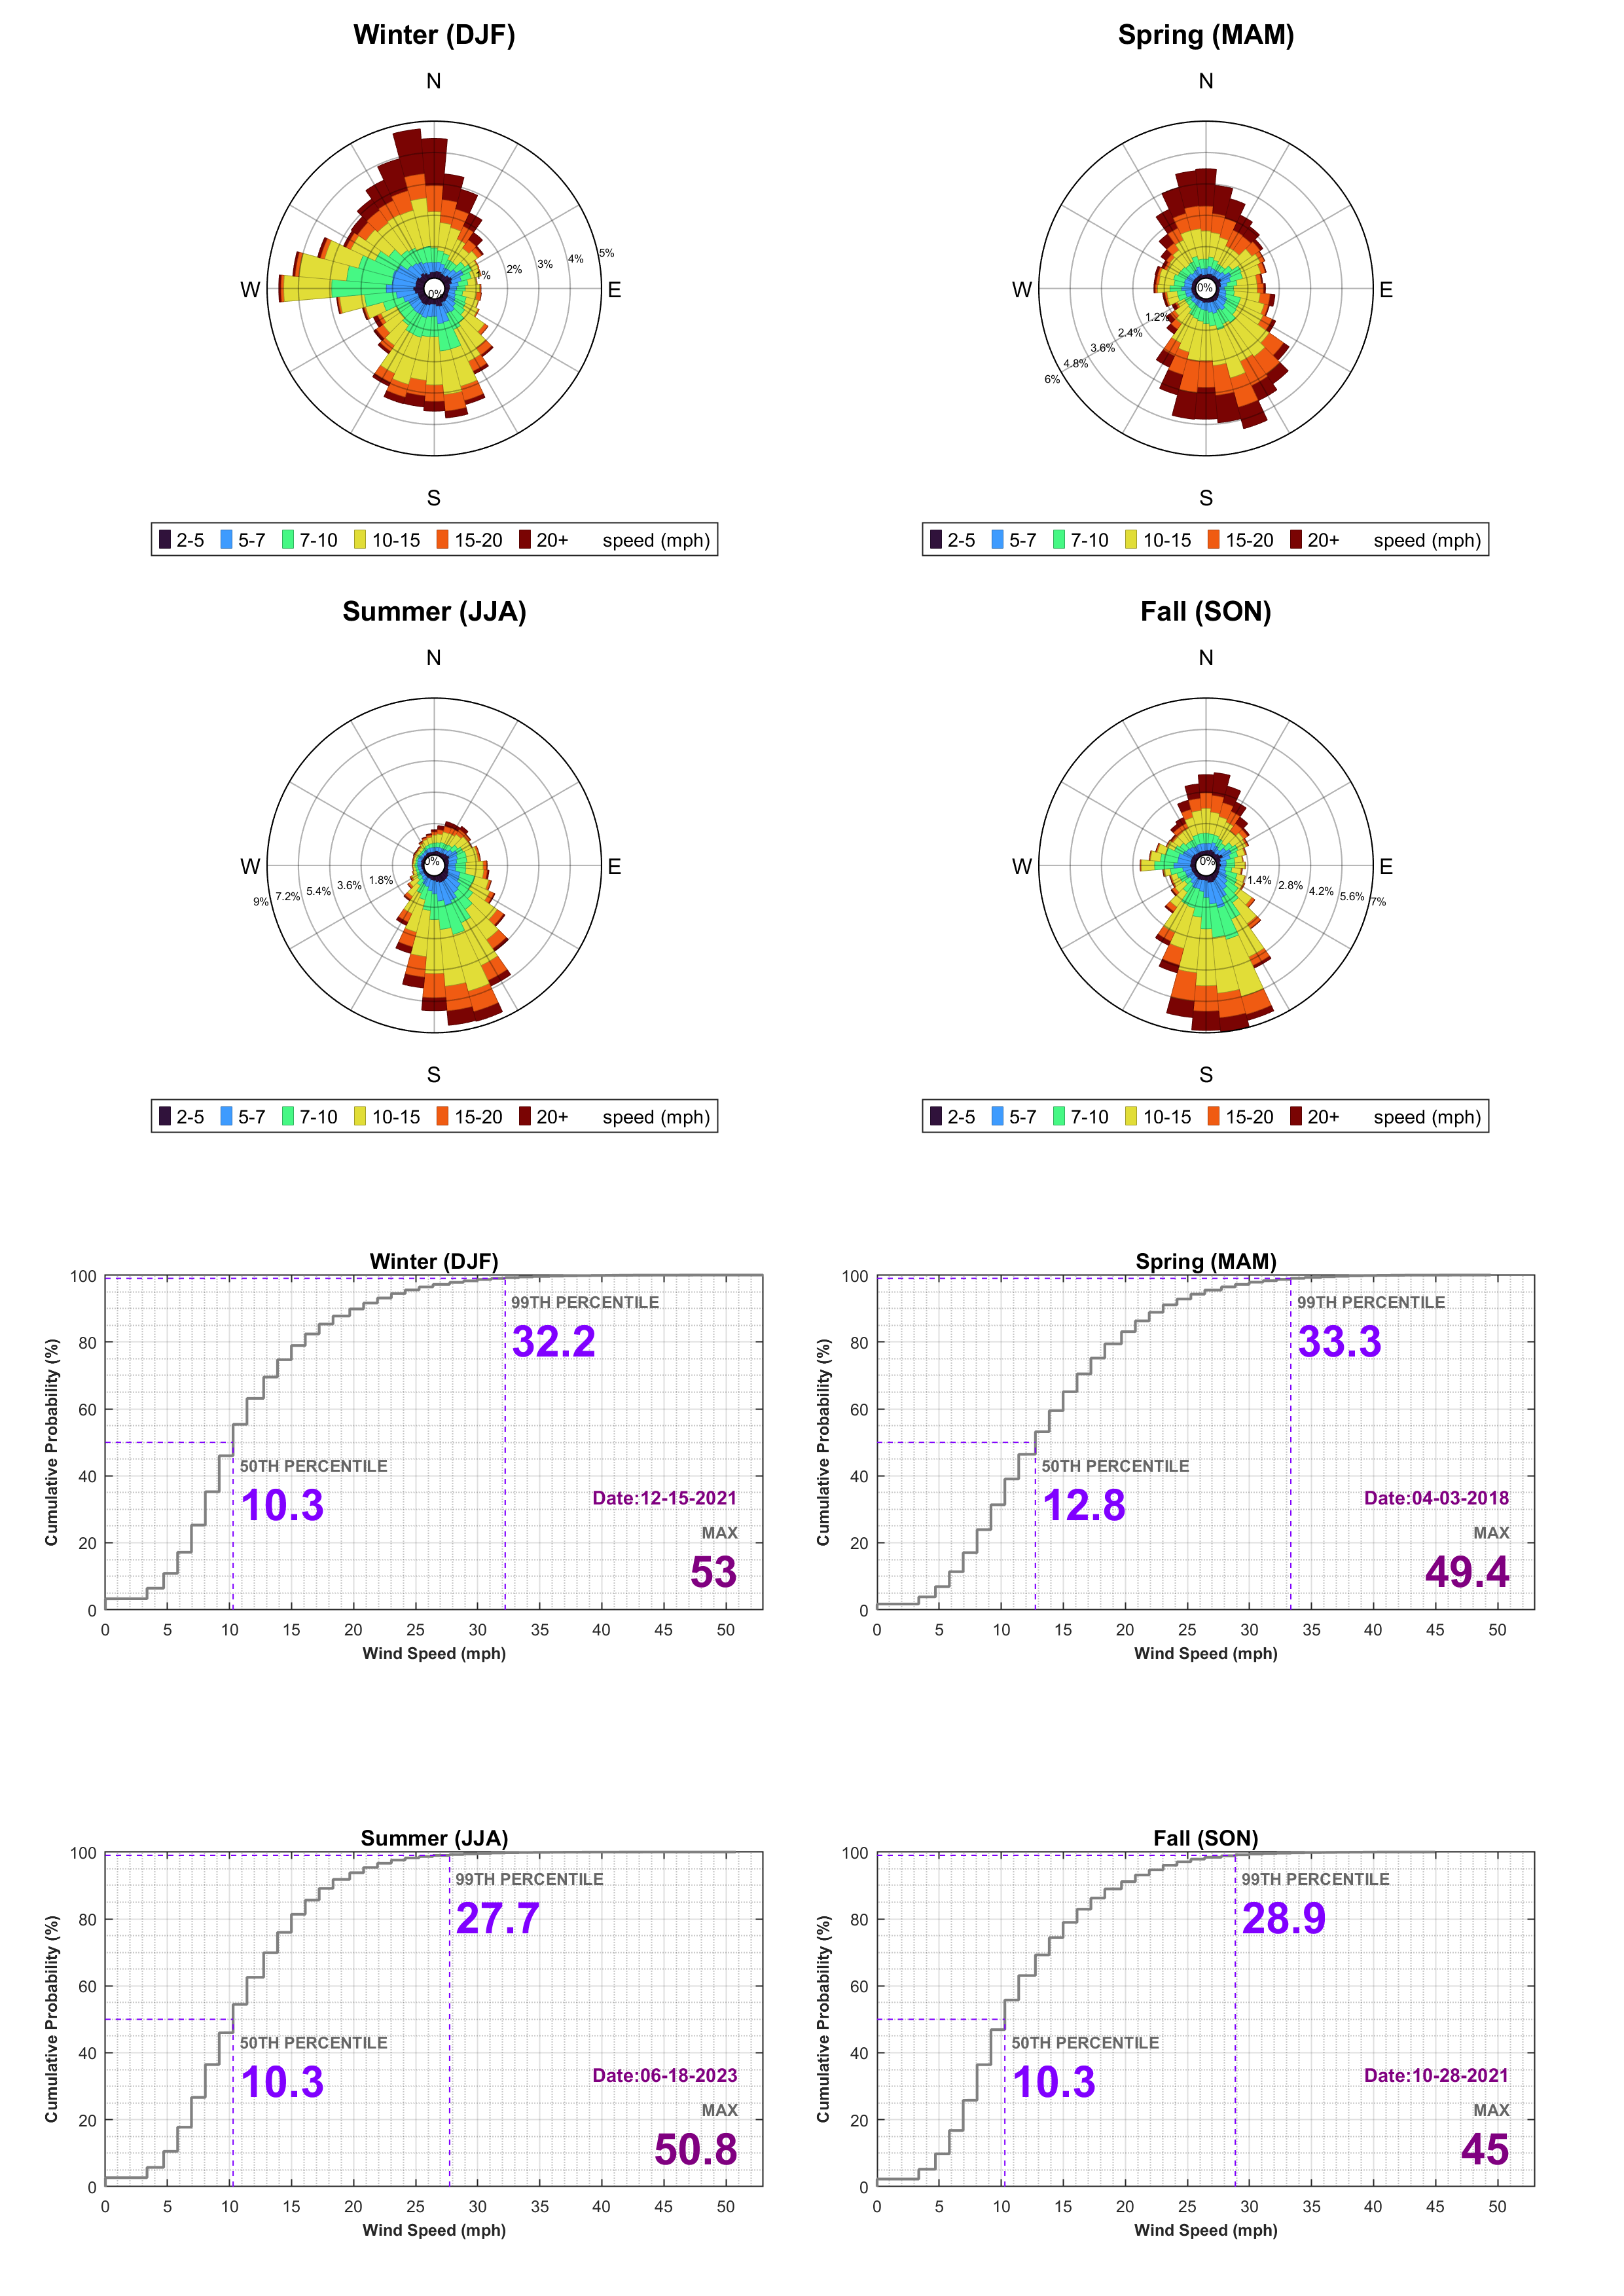 Winter (DJF)
N
W
E
S
0%
1%
2%
3%
4%
5%
2-5 5-7 7-10 10-15 15-20 20+ speed (mph)
Spring (MAM)
N
W
E
S
0%
1.2%
2.4%
3.6%
4.8%
6%
2-5 5-7 7-10 10-15 15-20 20+ speed (mph)
Summer (JJA)
N
W
E
S
0%
1.8%
3.6%
5.4%
7.2%
9%
2-5 5-7 7-10 10-15 15-20 20+ speed (mph)
Fall (SON)
N
W
E
S
0%
1.4%
2.8%
4.2%
5.6%
7%
2-5 5-7 7-10 10-15 15-20 20+ speed (mph)
Winter (DJF)
Cumulative Probability (%)
100
80
60
40
20
0
99TH PERCENTILE
32.2
50TH PERCENTILE
10.3
Date:12-15-2021
MAX
53
0 5 10 15 20 25 30 35 40 45 50
Wind Speed (mph)
Spring (MAM)
Cumulative Probability (%)
100
80
60
40
20
0
99TH PERCENTILE
33.3
50TH PERCENTILE
12.8
Date:04-03-2018
MAX
49.4
0 5 10 15 20 25 30 35 40 45 50
Wind Speed (mph)
Summer (JJA)
Cumulative Probability (%)
100
80
60
40
20
0
99TH PERCENTILE
27.7
50TH PERCENTILE
10.3
Date:06-18-2023
MAX
50.8
0 5 10 15 20 25 30 35 40 45 50
Wind Speed (mph)
Fall (SON)
Cumulative Probability (%)
100
80
60
40
20
0
99TH PERCENTILE
28.9
50TH PERCENTILE
10.3
Date:10-28-2021
MAX
45
0 5 10 15 20 25 30 35 40 45 50
Wind Speed (mph)